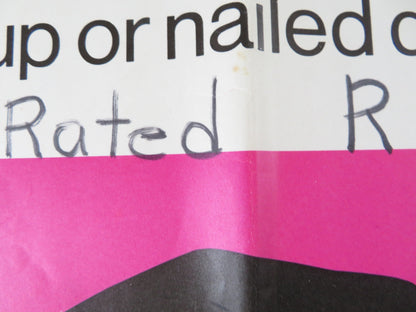 up or nailed
Rated R